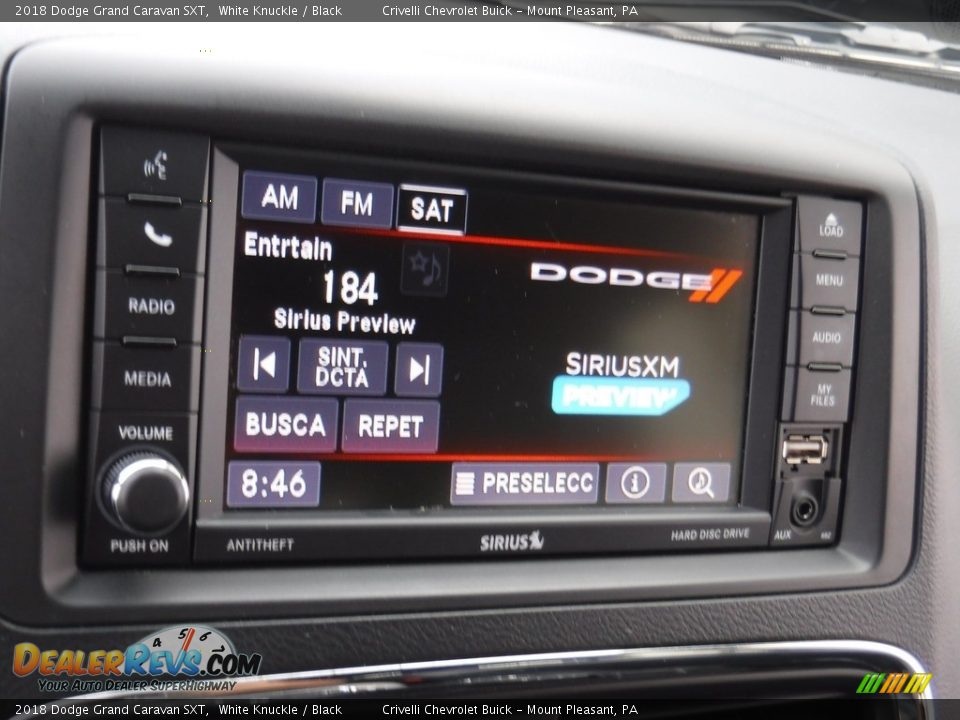 2018 Dodge Grand Caravan SXT, White Knuckle / Black Crivelli Chevrolet Buick - Mount Pleasant, PA
AM FM SAT
Entrtain
184
Sirius Preview
SINT.
DCTA
BUSCA REPET
8:46 PRESELECC
DODGE
SIRIUSXM
PREVIEW
RADIO
MEDIA
VOLUME
PUSH ON
ANTITHEFT
SIRIUS
HARD DISC DRIVE
LOAD
MENU
AUDIO
MY
FILES
AUX
DEALERREVS.COM
YOUR AUTO DEALER SUPERHIGHWAY
2018 Dodge Grand Caravan SXT, White Knuckle / Black Crivelli Chevrolet Buick - Mount Pleasant, PA